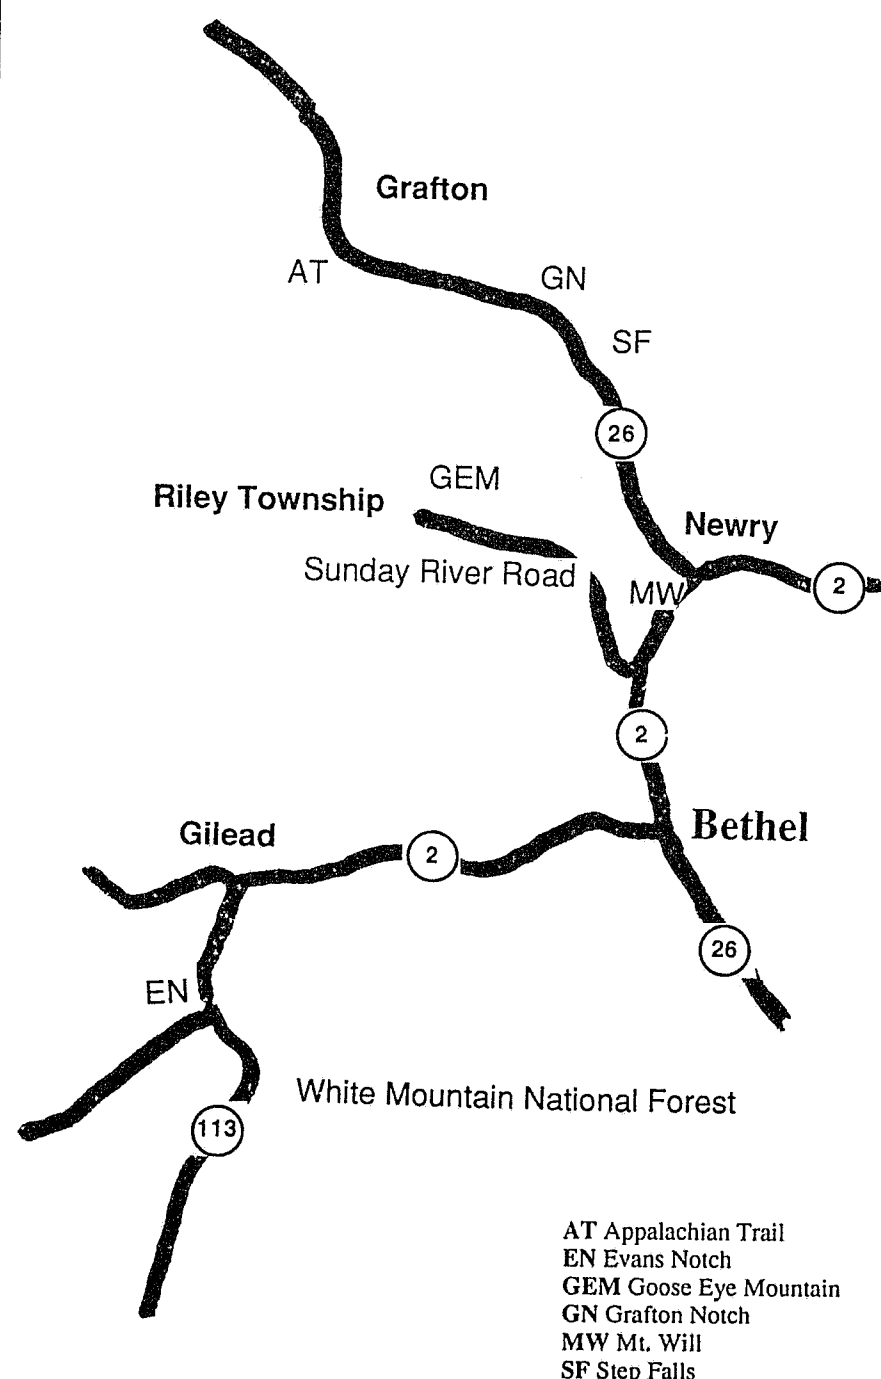 Grafton
AT
GN
SF
26
GEM
Riley Township
Newry
Sunday River Road
MW
2
2
Bethel
Gilead
2
26
EN
White Mountain National Forest
113
AT Appalachian Trail
EN Evans Notch
GEM Goose Eye Mountain
GN Grafton Notch
MW Mt. Will
SF Step Falls